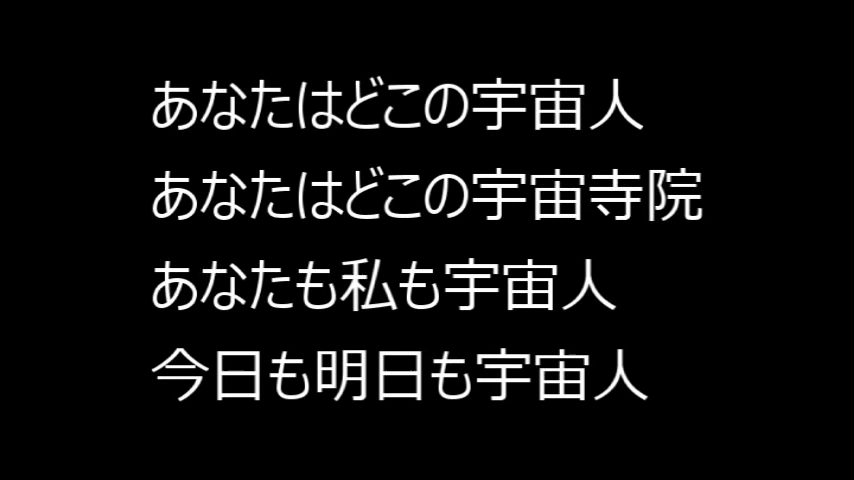 あなたはどこの宇宙人
あなたはどこの宇宙寺院
あなたも私も宇宙人
今日も明日も宇宙人